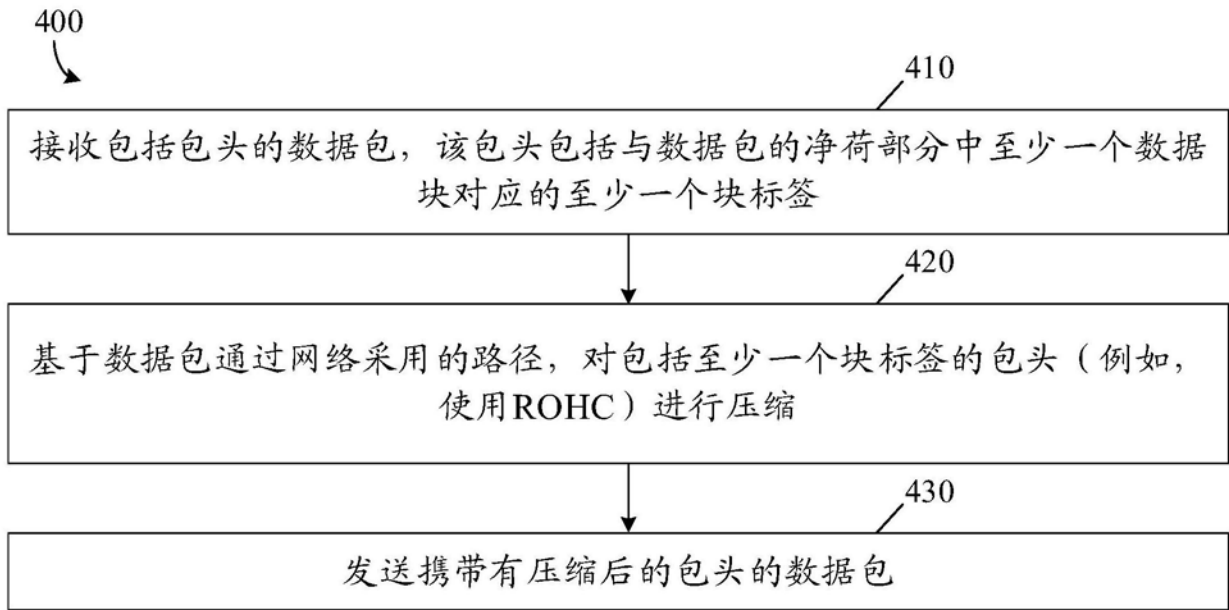 400
410
接收包括包头的数据包，该包头包括与数据包的净荷部分中至少一个数据
块对应的至少一个块标签
420
基于数据包通过网络采用的路径，对包括至少一个块标签的包头（例如，
使用ROHC）进行压缩
430
发送携带有压缩后的包头的数据包